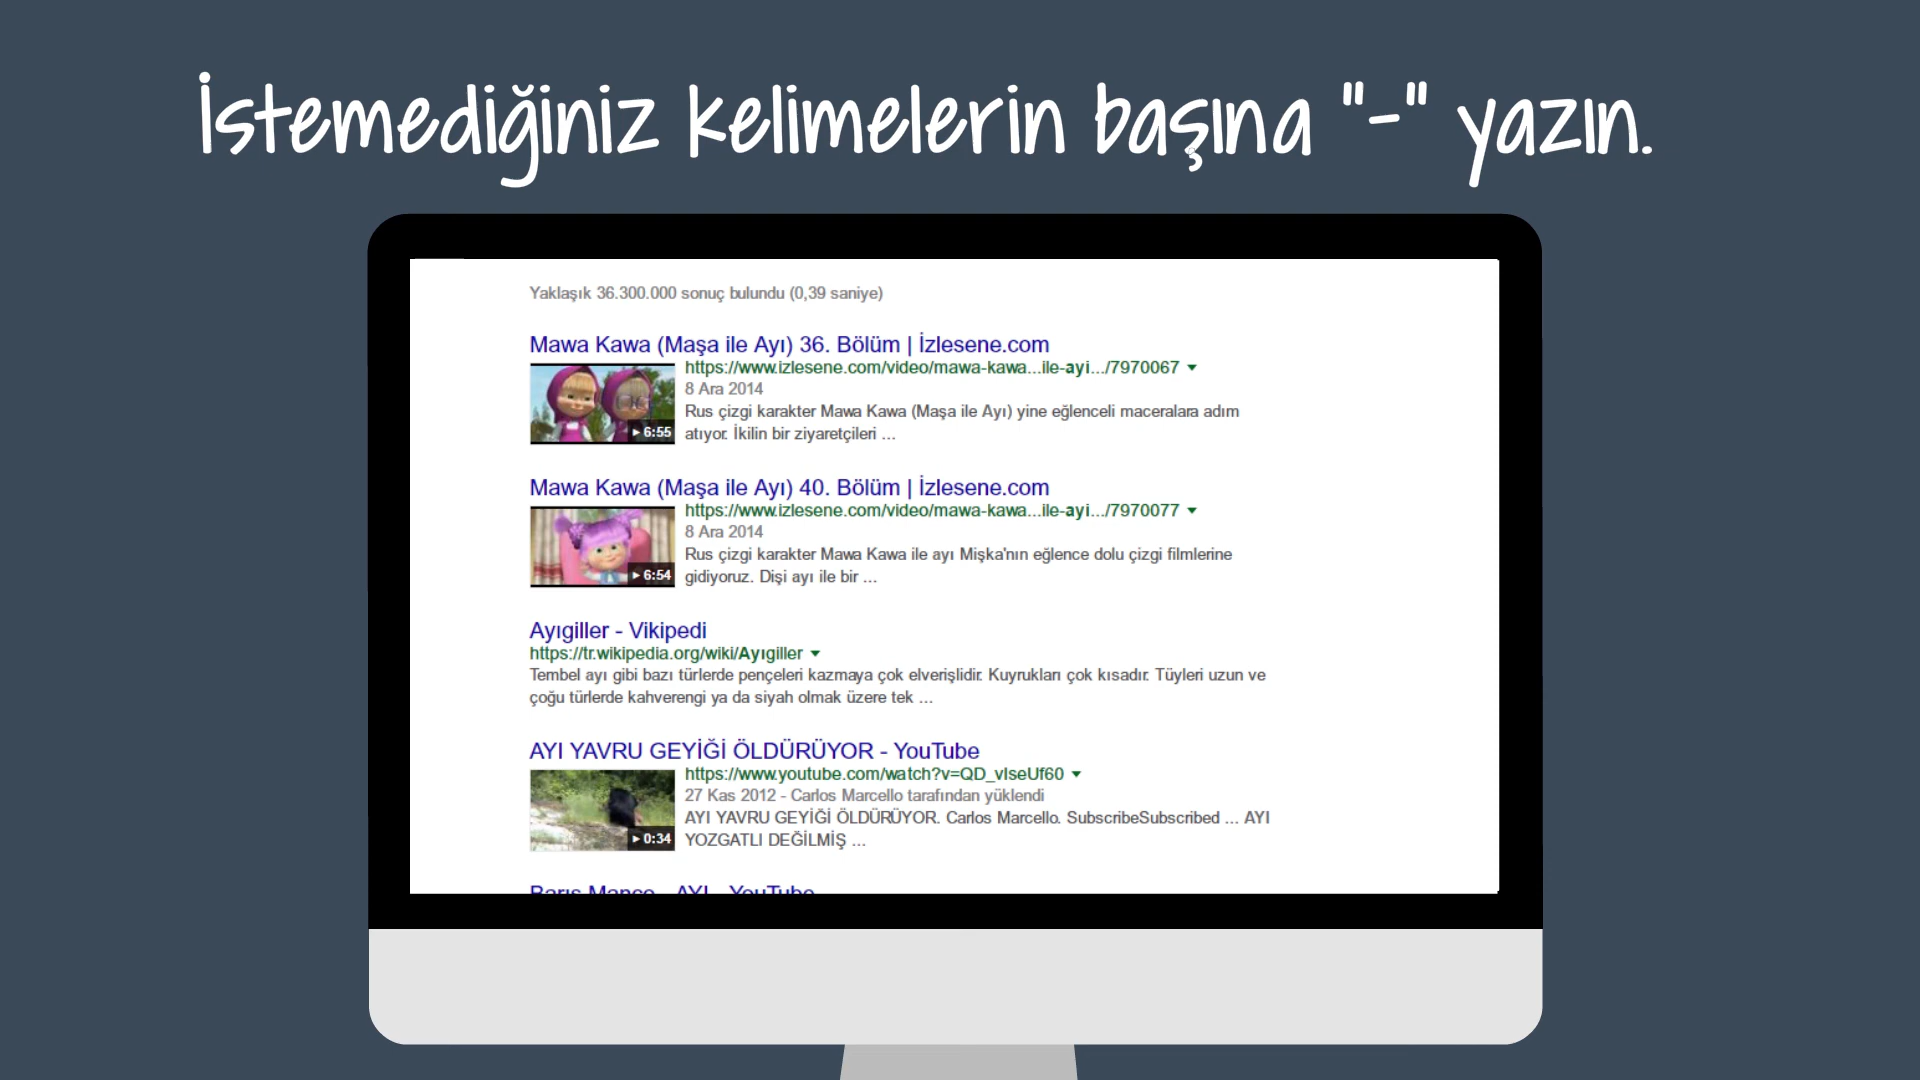 İstemediğiniz kelimelerin başına "-" yazın.
Yaklaşık 36.300.000 sonuç bulundu (0,39 saniye)
Mawa Kawa (Maşa ile Ayı) 36. Bölüm | İzlesene.com
https://www.izlesene.com/video/mawa-kawa...ile-ayi.../7970067
8 Ara 2014
Rus çizgi karakter Mawa Kawa (Maşa ile Ayı) yine eğlenceli maceralara adım
6:55
atıyor. İkilin bir ziyaretçileri ...
Mawa Kawa (Maşa ile Ayı) 40. Bölüm | İzlesene.com
https://www.izlesene.com/video/mawa-kawa...ile-ayi.../7970077
8 Ara 2014
Rus çizgi karakter Mawa Kawa ile ayı Mişka'nın eğlence dolu çizgi filmlerine
6:54
gidiyoruz. Dişi ayı ile bir ...
Ayıgiller - Vikipedi
https://tr.wikipedia.org/wiki/Ayıgiller
Tembel ayı gibi bazı türlerde pençeleri kazmaya çok elverişlidir. Kuyrukları çok kısadır. Tüyleri uzun ve
çoğu türlerde kahverengi ya da siyah olmak üzere tek ...
AYI YAVRU GEYİĞİ ÖLDÜRÜYOR - YouTube
https://www.youtube.com/watch?v=QD_vIseUf60
27 Kas 2012 - Carlos Marcello tarafından yüklendi
AYI YAVRU GEYİĞİ ÖLDÜRÜYOR. Carlos Marcello. SubscribeSubscribed ... AYI
0:34
YOZGATLI DEĞİLMİŞ ...
Barış Manço - AYI - YouTube